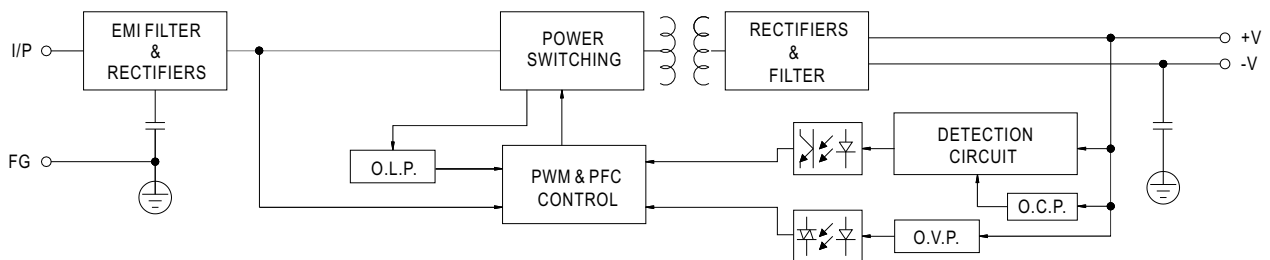 I/P
EMI FILTER
&
RECTIFIERS
POWER
SWITCHING
RECTIFIERS
&
FILTER
+V
-V
FG
O.L.P.
PWM & PFC
CONTROL
DETECTION
CIRCUIT
O.C.P.
O.V.P.